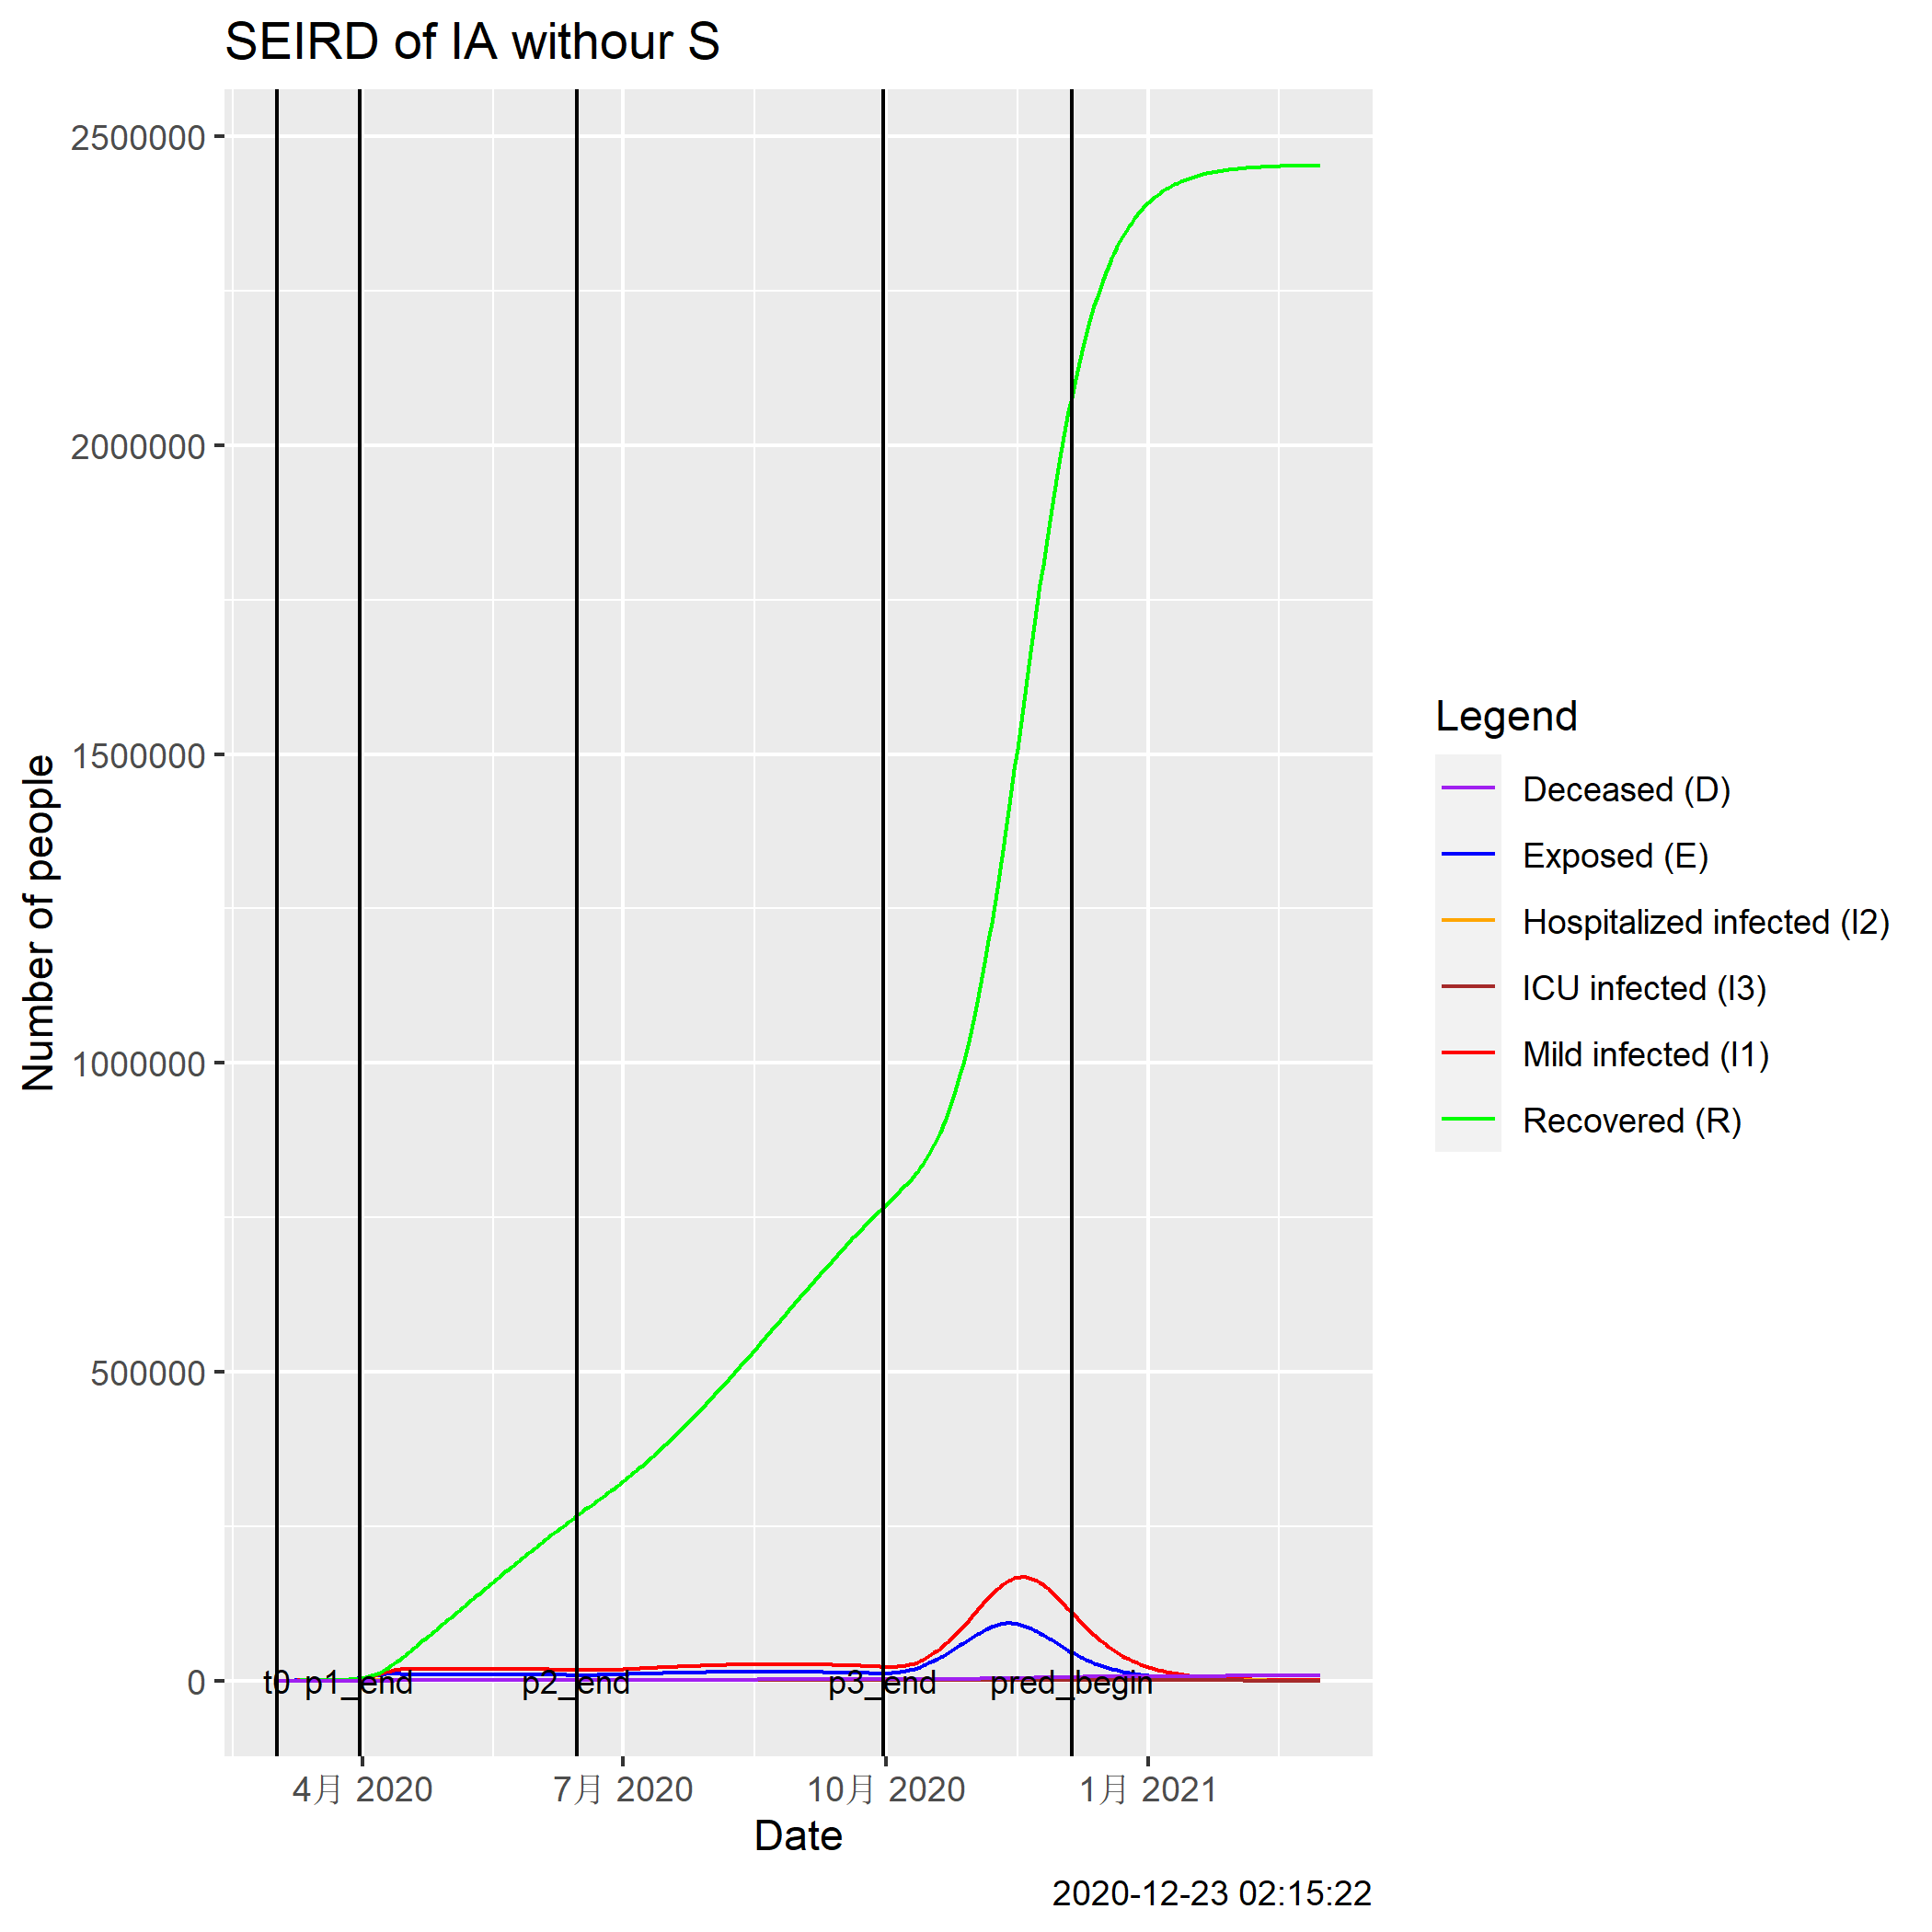 SEIRD of IA withour S
Number of people
2500000
2000000
1500000
1000000
500000
0
t0 p1_end p2_end p3_end pred_begin
4月 2020 7月 2020 10月 2020 1月 2021
Date
Legend
Deceased (D)
Exposed (E)
Hospitalized infected (I2)
ICU infected (I3)
Mild infected (I1)
Recovered (R)
2020-12-23 02:15:22